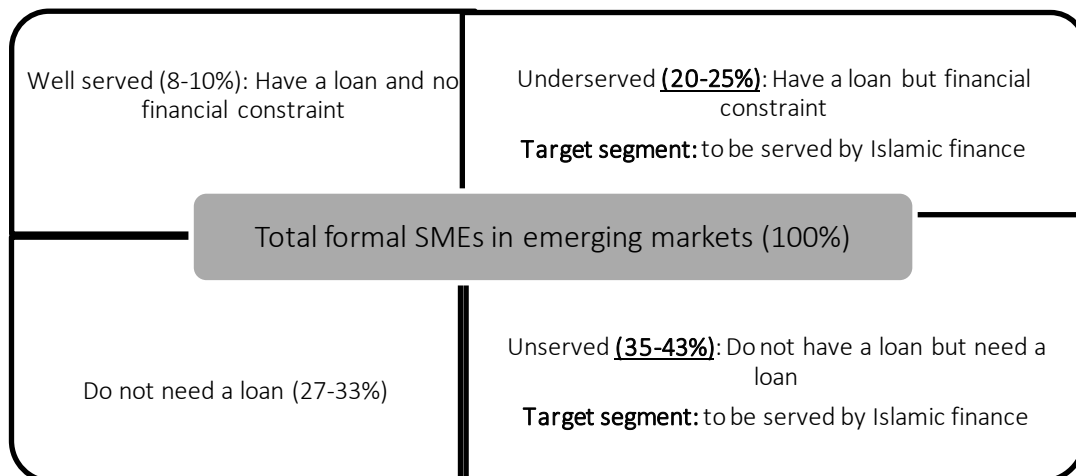 Well served (8-10%): Have a loan and no
financial constraint
Underserved (20-25%): Have a loan but financial
constraint
Target segment: to be served by Islamic finance
Total formal SMEs in emerging markets (100%)
Do not need a loan (27-33%)
Unserved (35-43%): Do not have a loan but need a
loan
Target segment: to be served by Islamic finance